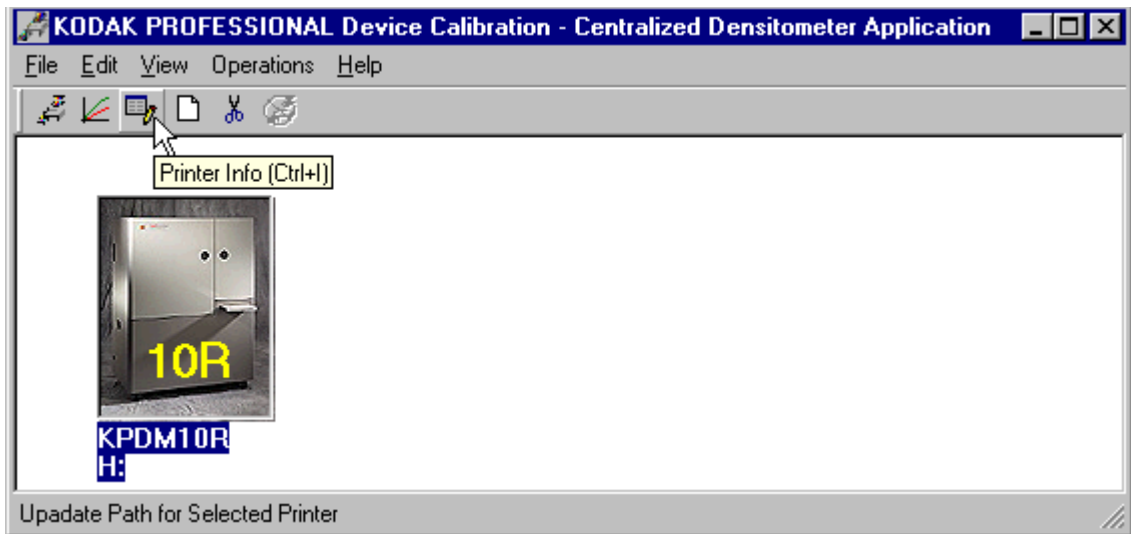 KODAK PROFESSIONAL Device Calibration - Centralized Densitometer Application
File Edit View Operations Help
Printer Info (Ctrl+I)
10R
KPDM10R
H:
Upadate Path for Selected Printer